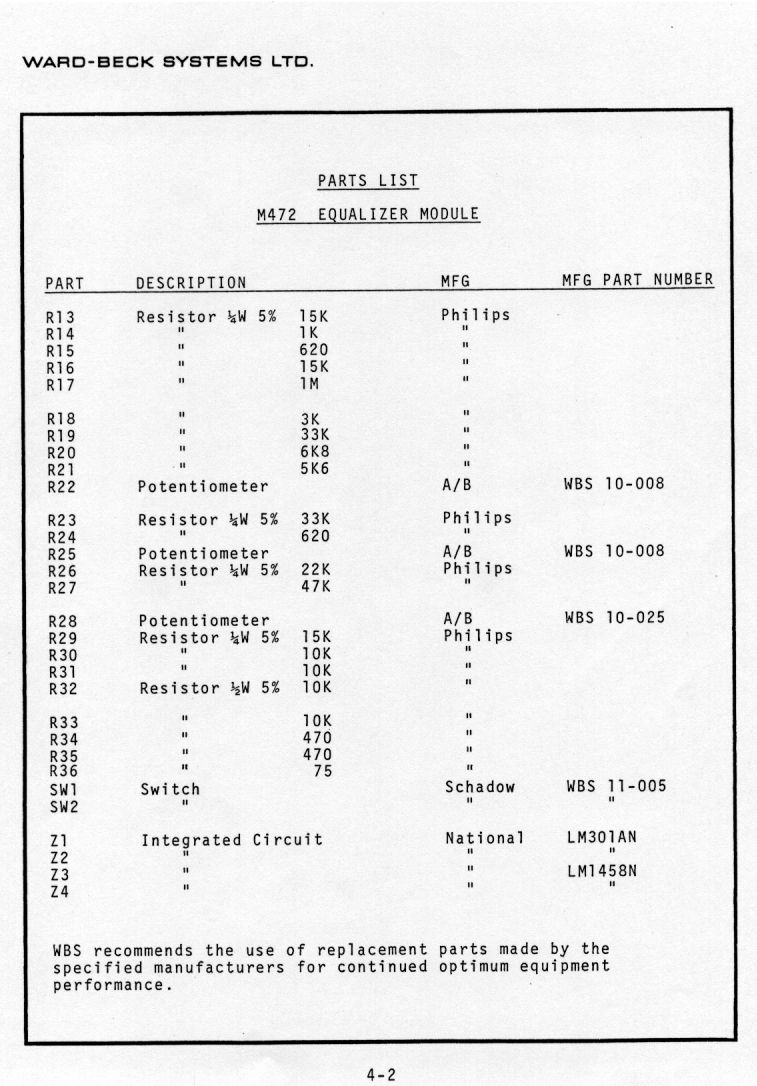 WARD-BECK SYSTEMS LTD.
PARTS LIST
M472 EQUALIZER MODULE
PART DESCRIPTION MFG MFG PART NUMBER
R13 Resistor ¼W 5% 15K Philips
R14 " 1K "
R15 " 620 "
R16 " 15K "
R17 " 1M "
R18 " 3K "
R19 " 33K "
R20 " 6K8 "
R21 " 5K6 "
R22 Potentiometer A/B WBS 10-008
R23 Resistor ¼W 5% 33K Philips
R24 " 620 "
R25 Potentiometer A/B WBS 10-008
R26 Resistor ¼W 5% 22K Philips
R27 " 47K "
R28 Potentiometer A/B WBS 10-025
R29 Resistor ¼W 5% 15K Philips
R30 " 10K "
R31 " 10K "
R32 Resistor ½W 5% 10K "
R33 " 10K "
R34 " 470 "
R35 " 470 "
R36 " 75 "
SW1 Switch Schadow WBS 11-005
SW2 " " "
Z1 Integrated Circuit National LM301AN
Z2 " " "
Z3 " " LM1458N
Z4 " " "
WBS recommends the use of replacement parts made by the
specified manufacturers for continued optimum equipment
performance.
4-2